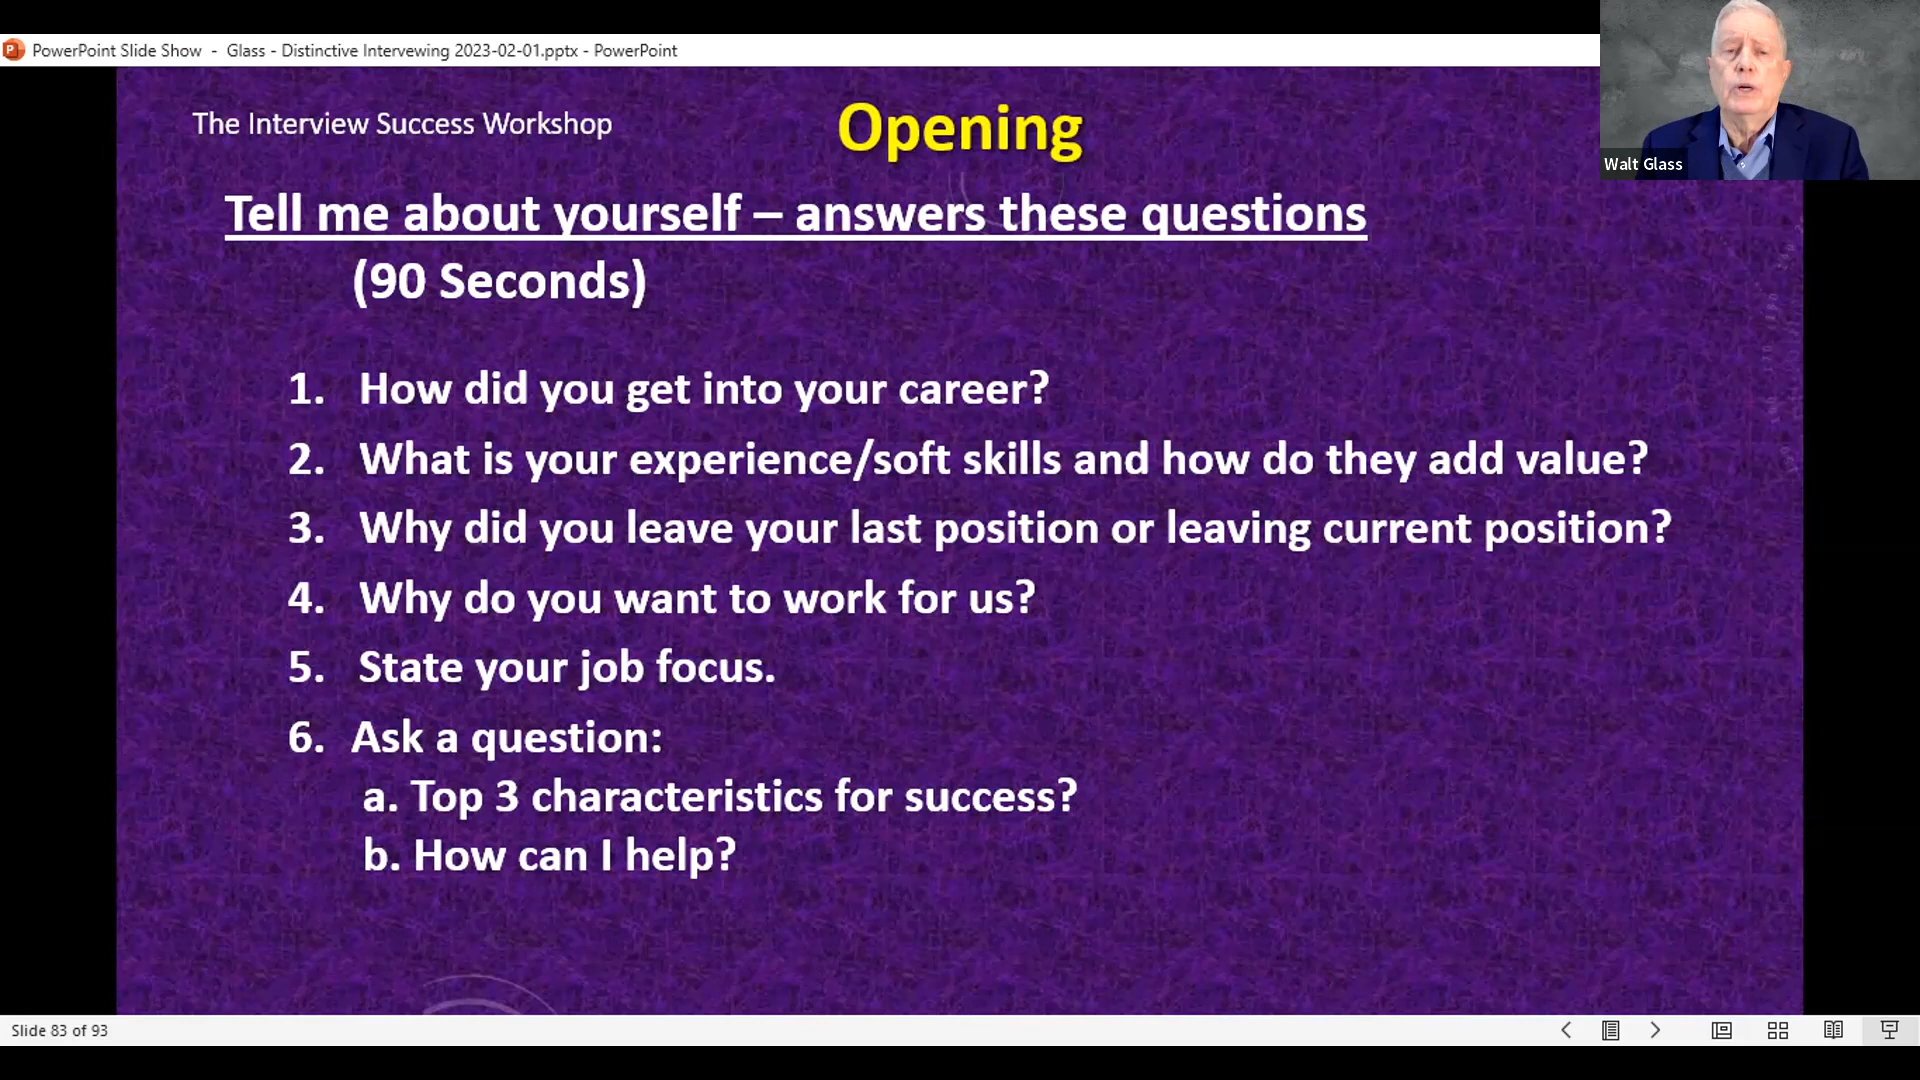 PowerPoint Slide Show - Glass - Distinctive Intervewing 2023-02-01.pptx - PowerPoint
The Interview Success Workshop
Opening
Walt Glass
Tell me about yourself – answers these questions
(90 Seconds)
1. How did you get into your career?
2. What is your experience/soft skills and how do they add value?
3. Why did you leave your last position or leaving current position?
4. Why do you want to work for us?
5. State your job focus.
6. Ask a question:
a. Top 3 characteristics for success?
b. How can I help?
Slide 83 of 93